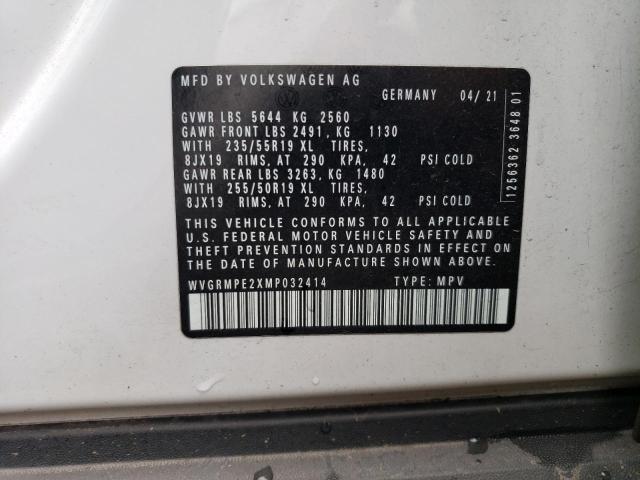 MFD BY VOLKSWAGEN AG
GERMANY 04/21
GVWR LBS 5644 KG 2560
GAWR FRONT LBS 2491, KG 1130
WITH 235/55R19 XL TIRES,
8JX19 RIMS, AT 290 KPA, 42 PSI COLD
GAWR REAR LBS 3263, KG 1480
WITH 255/50R19 XL TIRES,
8JX19 RIMS, AT 290 KPA, 42 PSI COLD
THIS VEHICLE CONFORMS TO ALL APPLICABLE
U.S. FEDERAL MOTOR VEHICLE SAFETY AND
THEFT PREVENTION STANDARDS IN EFFECT ON
THE DATE OF MANUFACTURE SHOWN ABOVE.
WVGRMPE2XMP032414 TYPE: MPV
1256362 3648 01